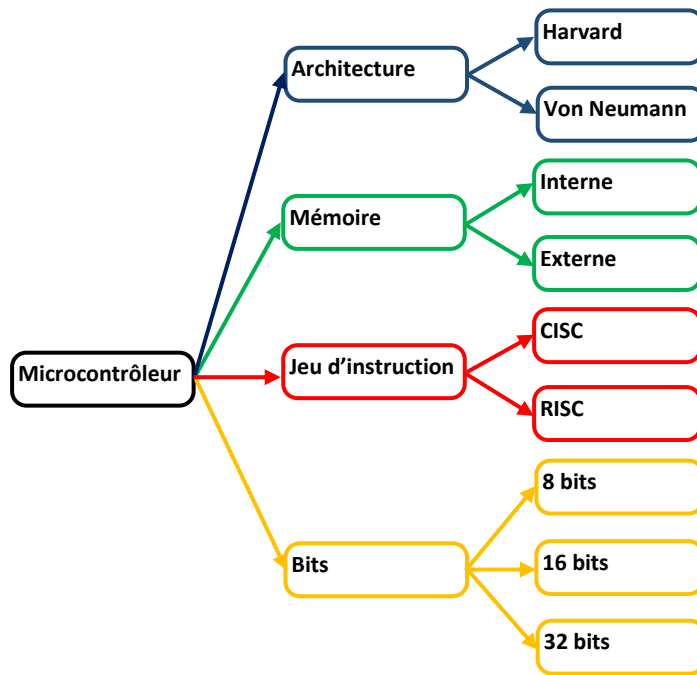 Microcontrôleur
Architecture
Harvard
Von Neumann
Mémoire
Interne
Externe
Jeu d’instruction
CISC
RISC
Bits
8 bits
16 bits
32 bits